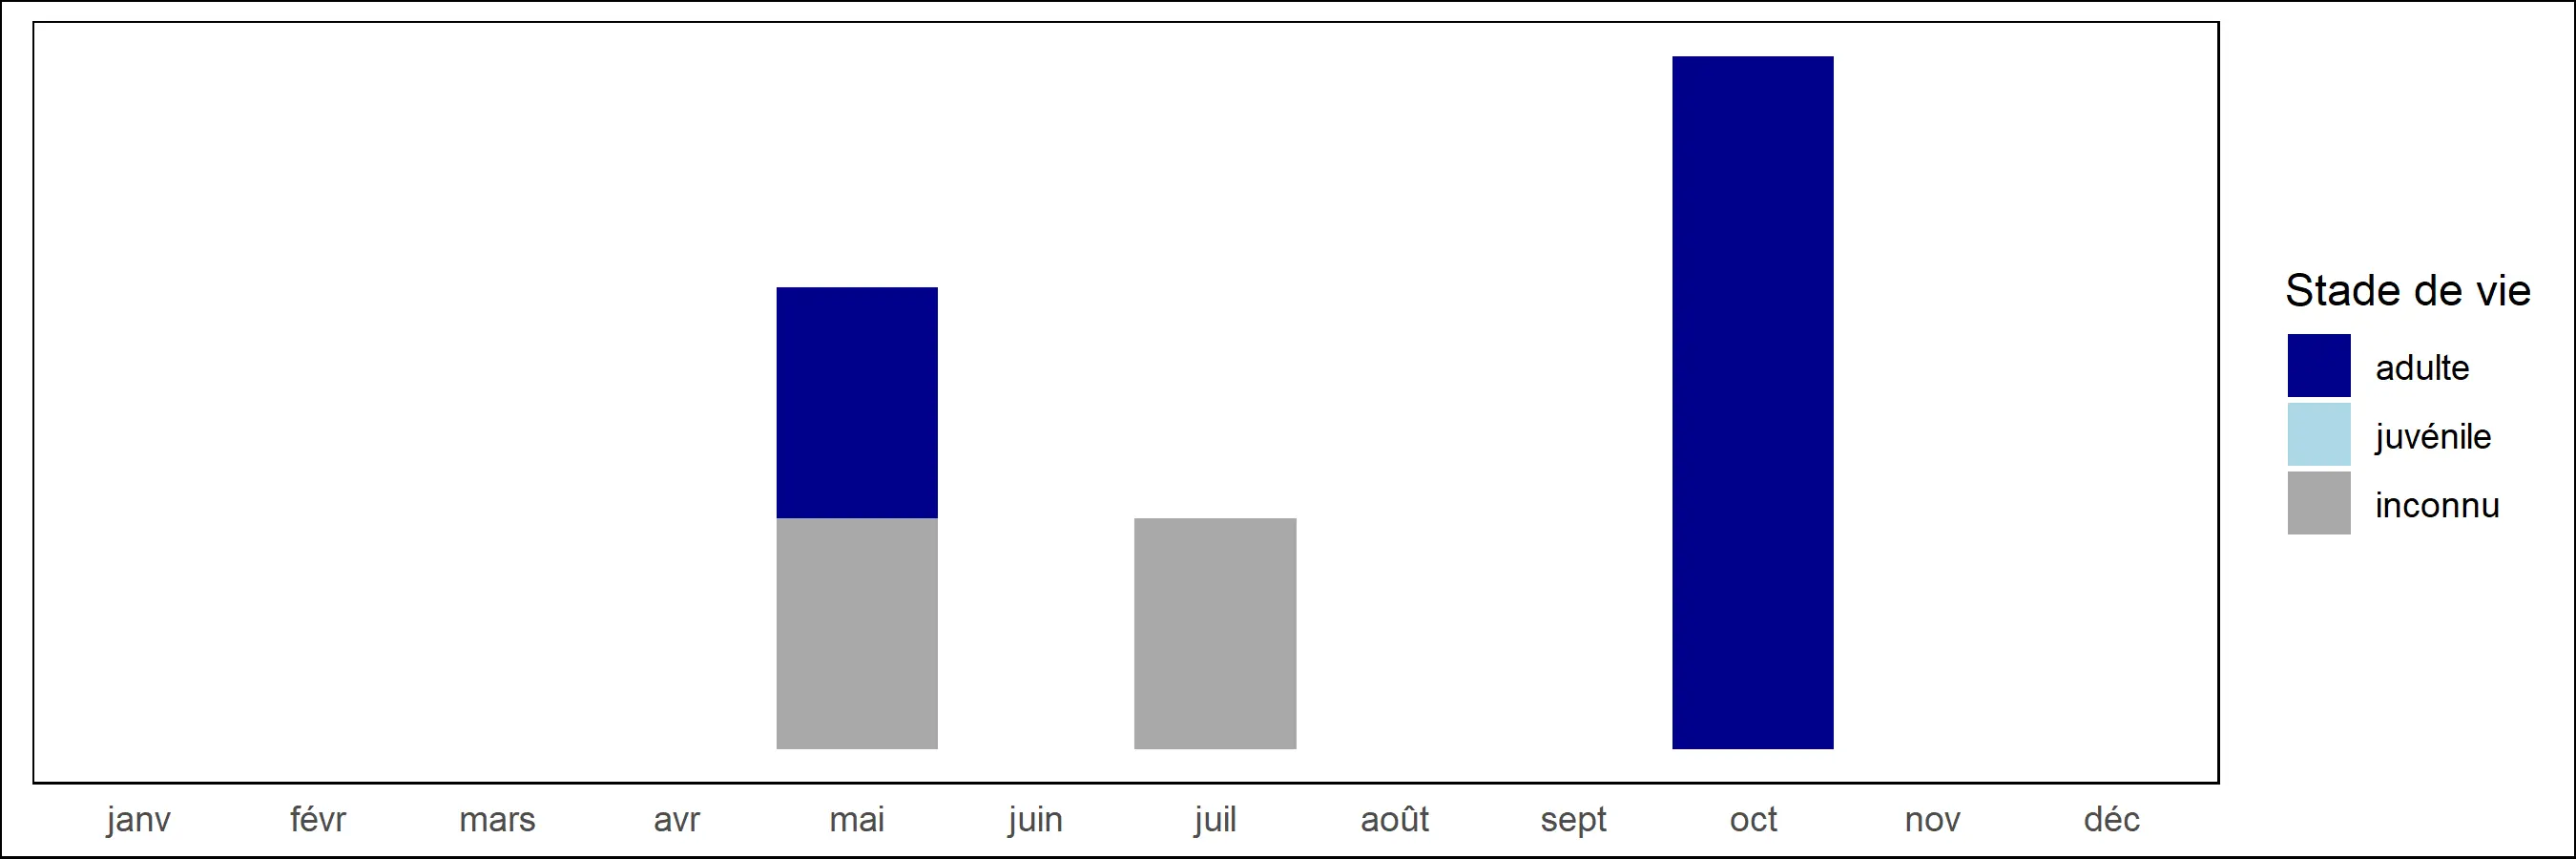 Stade de vie
adulte
juvénile
inconnu
janv févr mars avr mai juin juil août sept oct nov déc